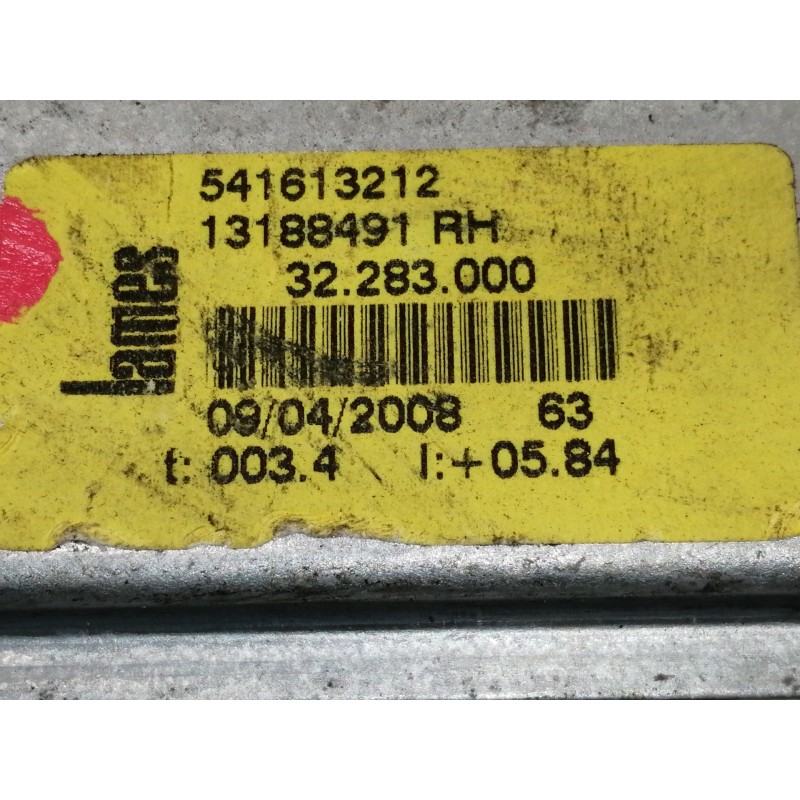 541613212
13188491 RH
32.283.000
lames
09/04/2008 63
t: 003.4 I:+05.84